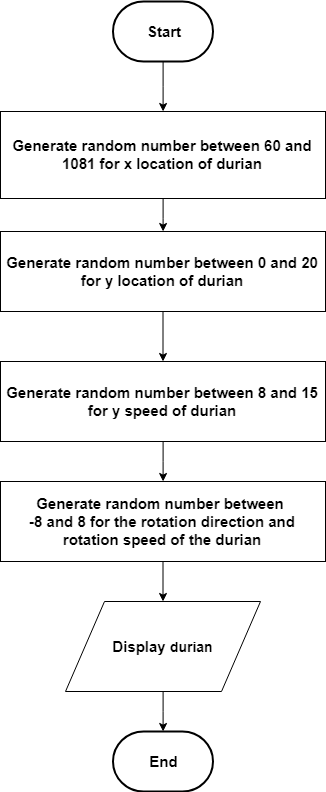 Start
Generate random number between 60 and
1081 for x location of durian
Generate random number between 0 and 20
for y location of durian
Generate random number between 8 and 15
for y speed of durian
Generate random number between
-8 and 8 for the rotation direction and
rotation speed of the durian
Display durian
End